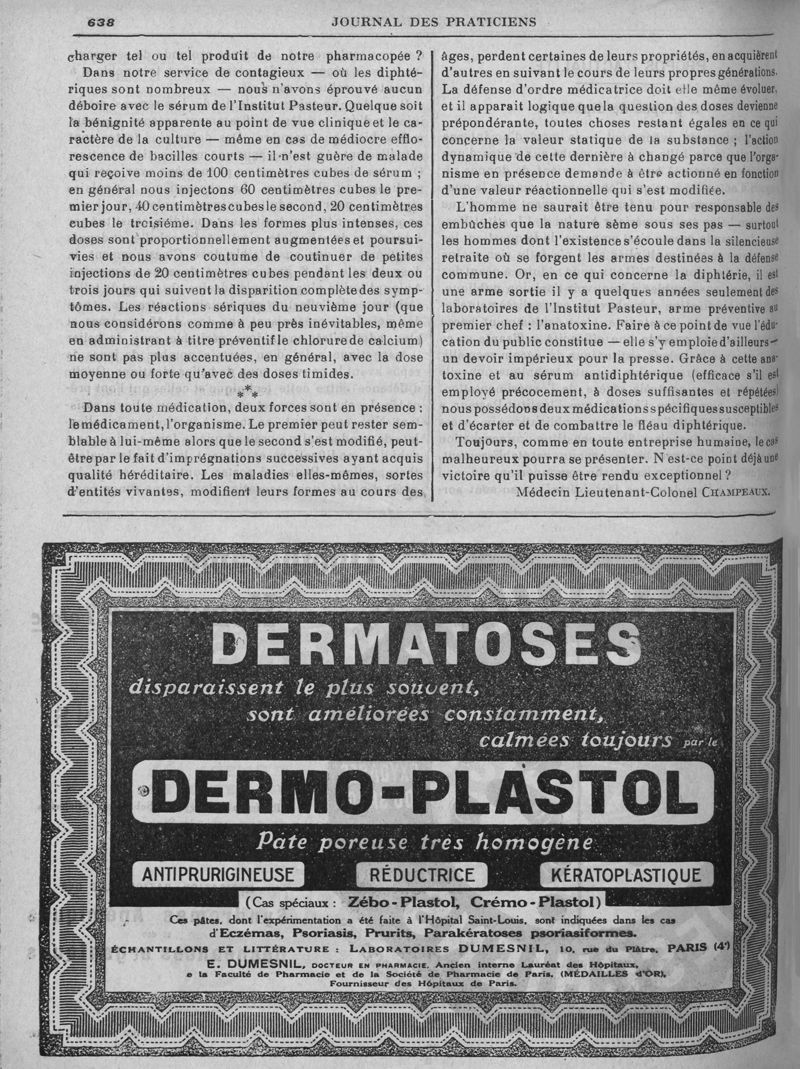 638
JOURNAL DES PRATICIENS
charger tel ou tel produit de notre pharmacopée ?
Dans notre service de contagieux — où les diphté-
riques sont nombreux — nous n'avons éprouvé aucun
déboire avec le sérum de l'Institut Pasteur. Quelque soit
la bénignité apparente au point de vue clinique et le ca-
ractère de la culture — même en cas de médiocre efflo-
rescence de bacilles courts — il n'est guère de malade
qui reçoive moins de 100 centimètres cubes de sérum ;
en général nous injectons 60 centimètres cubes le pre-
mier jour, 40 centimètres cubes le second, 20 centimètres
cubes le troisiéme. Dans les formes plus intenses, ces
doses sont proportionnellement augmentées et poursui-
vies et nous avons coutume de coutinuer de petites
injections de 20 centimètres cubes pendant les deux ou
trois jours qui suivent la disparition complète des symp-
tômes. Les réactions sériques du neuvième jour (que
nous considérons comme à peu près inévitables, même
en administrant à titre préventif le chlorure de calcium)
ne sont pas plus accentuées, en général, avec la dose
moyenne ou forte qu'avec des doses timides.
***
Dans toute médication, deux forces sont en présence :
le médicament, l'organisme. Le premier peut rester sem-
blable à lui-même alors que le second s'est modifié, peut-
être par le fait d'imprégnations successives ayant acquis
qualité héréditaire. Les maladies elles-mêmes, sortes
d'entités vivantes, modifient leurs formes au cours des
âges, perdent certaines de leurs propriétés, en acquièrent
d'autres en suivant le cours de leurs propres générations.
La défense d'ordre médicatrice doit elle même évoluer,
et il apparait logique que la question des doses devienne
prépondérante, toutes choses restant égales en ce qui
concerne la valeur statique de la substance ; l'action
dynamique de cette dernière à changé parce que l'orga-
nisme en présence demande à être actionné en fonction
d'une valeur réactionnelle qui s'est modifiée.
L'homme ne saurait être tenu pour responsable des
embûches que la nature sème sous ses pas — surtout
les hommes dont l'existence s'écoule dans la silencieuse
retraite où se forgent les armes destinées à la défense
commune. Or, en ce qui concerne la diphtérie, il est
une arme sortie il y a quelques années seulement des
laboratoires de l'Institut Pasteur, arme préventive au
premier chef : l'anatoxine. Faire à ce point de vue l'édu-
cation du public constitue — elle s'y emploie d'ailleurs —
un devoir impérieux pour la presse. Grâce à cette ana-
toxine et au sérum antidiphtérique (efficace s'il est
employé précocement, à doses suffisantes et répétées)
nous possédons deux médications spécifiques susceptibles
et d'écarter et de combattre le fléau diphtérique.
Toujours, comme en toute entreprise humaine, le cas
malheureux pourra se présenter. N'est-ce point déjà une
victoire qu'il puisse être rendu exceptionnel ?
Médecin Lieutenant-Colonel CHAMPEAUX.
DERMATOSES
disparaissent le plus souvent,
sont améliorées constamment,
calmées toujours par le
DERMO-PLASTOL
Pâte poreuse très homogène
ANTIPRURIGINEUSE
RÉDUCTRICE
KÉRATOPLASTIQUE
(Cas spéciaux : Zébo-Plastol, Crémo-Plastol)
Ces pâtes, dont l'expérimentation a été faite à l'Hôpital Saint-Louis, sont indiquées dans les cas
d'Eczémas, Psoriasis, Prurits, Parakératoses psoriasiformes.
ÉCHANTILLONS ET LITTÉRATURE : LABORATOIRES DUMESNIL, 10, rue du Plâtre, PARIS (4e)
E. DUMESNIL, DOCTEUR EN PHARMACIE, Ancien interne Lauréat des Hôpitaux,
e la Faculté de Pharmacie et de la Société de Pharmacie de Paris, (MÉDAILLES d'OR),
Fournisseur des Hôpitaux de Paris.